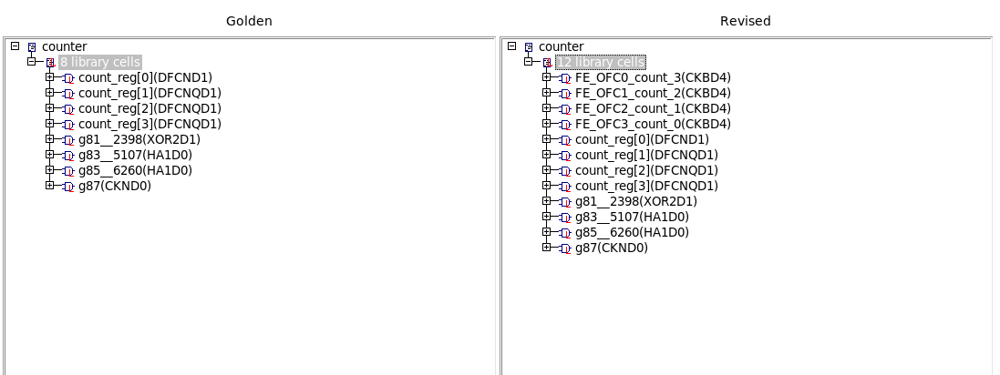 Golden
counter
8 library cells
count_reg[0](DFCND1)
count_reg[1](DFCNQD1)
count_reg[2](DFCNQD1)
count_reg[3](DFCNQD1)
g81__2398(XOR2D1)
g83__5107(HA1D0)
g85__6260(HA1D0)
g87(CKND0)
Revised
counter
12 library cells
FE_OFC0_count_3(CKBD4)
FE_OFC1_count_2(CKBD4)
FE_OFC2_count_1(CKBD4)
FE_OFC3_count_0(CKBD4)
count_reg[0](DFCND1)
count_reg[1](DFCNQD1)
count_reg[2](DFCNQD1)
count_reg[3](DFCNQD1)
g81__2398(XOR2D1)
g83__5107(HA1D0)
g85__6260(HA1D0)
g87(CKND0)